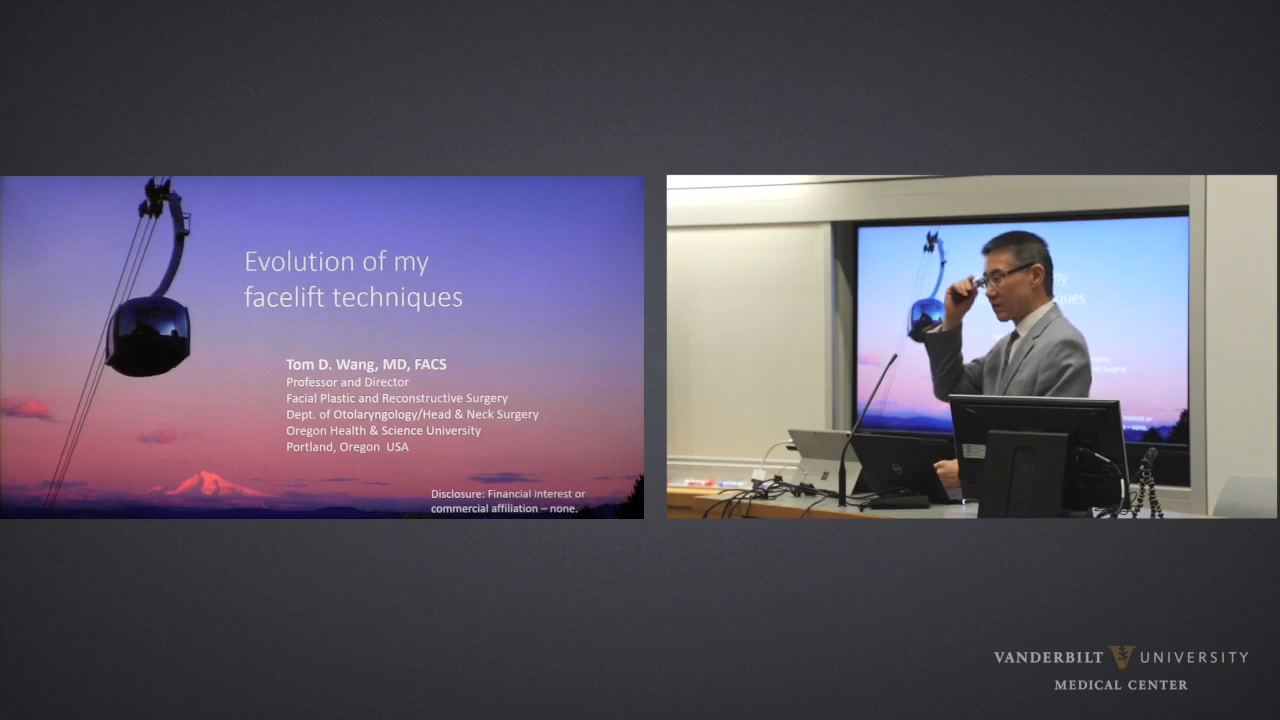 Evolution of my
facelift techniques
Tom D. Wang, MD, FACS
Professor and Director
Facial Plastic and Reconstructive Surgery
Dept. of Otolaryngology/Head & Neck Surgery
Oregon Health & Science University
Portland, Oregon USA
Disclosure: Financial interest or
commercial affiliation – none.
my
ques
VANDERBILT UNIVERSITY
MEDICAL CENTER